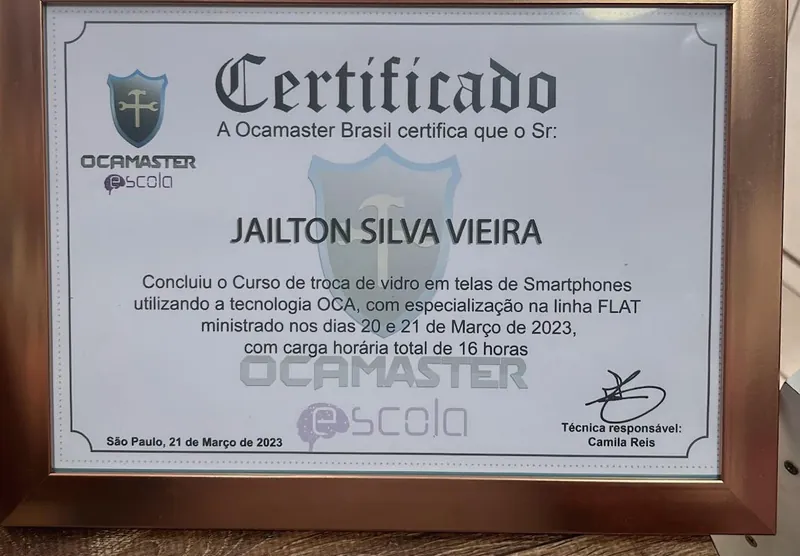 Certificado
A Ocamaster Brasil certifica que o Sr:
OCAMASTER
escola
JAILTON SILVA VIEIRA
Concluiu o Curso de troca de vidro em telas de Smartphones
utilizando a tecnologia OCA, com especialização na linha FLAT
ministrado nos dias 20 e 21 de Março de 2023,
com carga horária total de 16 horas
OCAMASTER
escola
São Paulo, 21 de Março de 2023
Técnica responsável:
Camila Reis